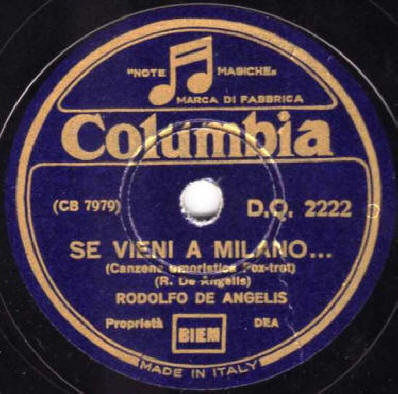 "NOTE MAGICHE"
MARCA DI FABBRICA
Columbia
(CB 7979) D.Q. 2222
SE VIENI A MILANO...
(Canzone umoristica Fox-trot)
(R. De Angelis)
RODOLFO DE ANGELIS
Proprietà BIEM DEA
MADE IN ITALY